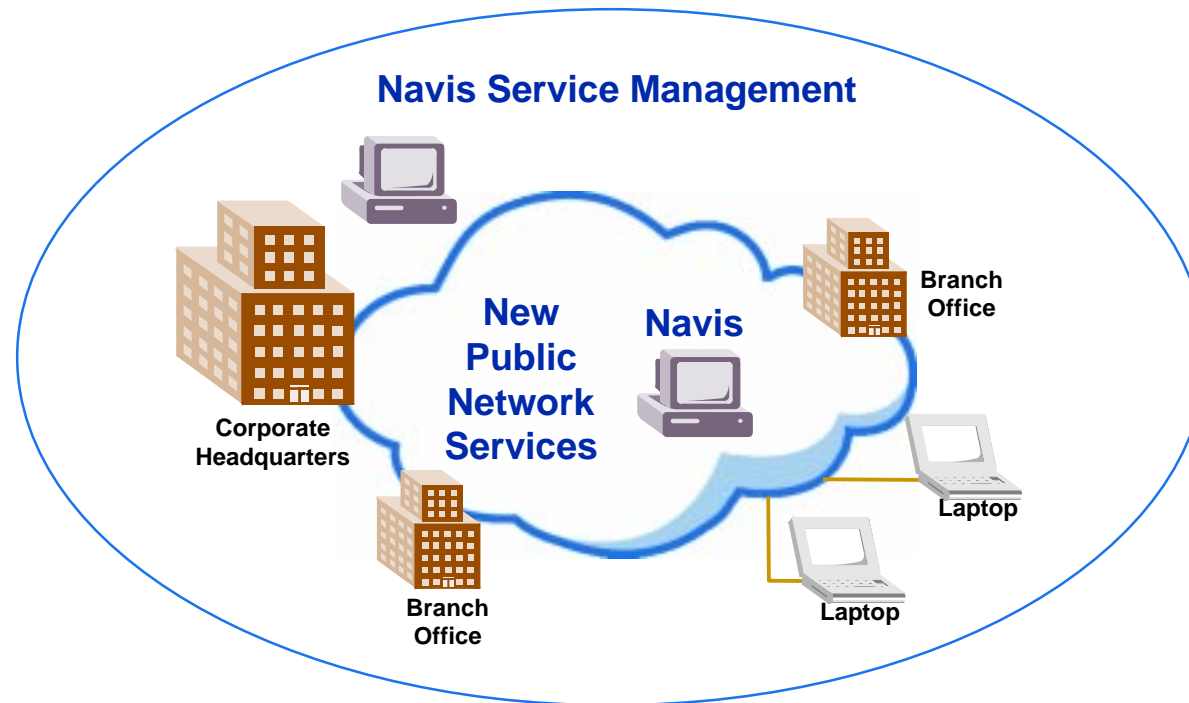 Navis Service Management
New
Public
Network
Services
Navis
Branch
Office
Corporate
Headquarters
Laptop
Laptop
Branch
Office